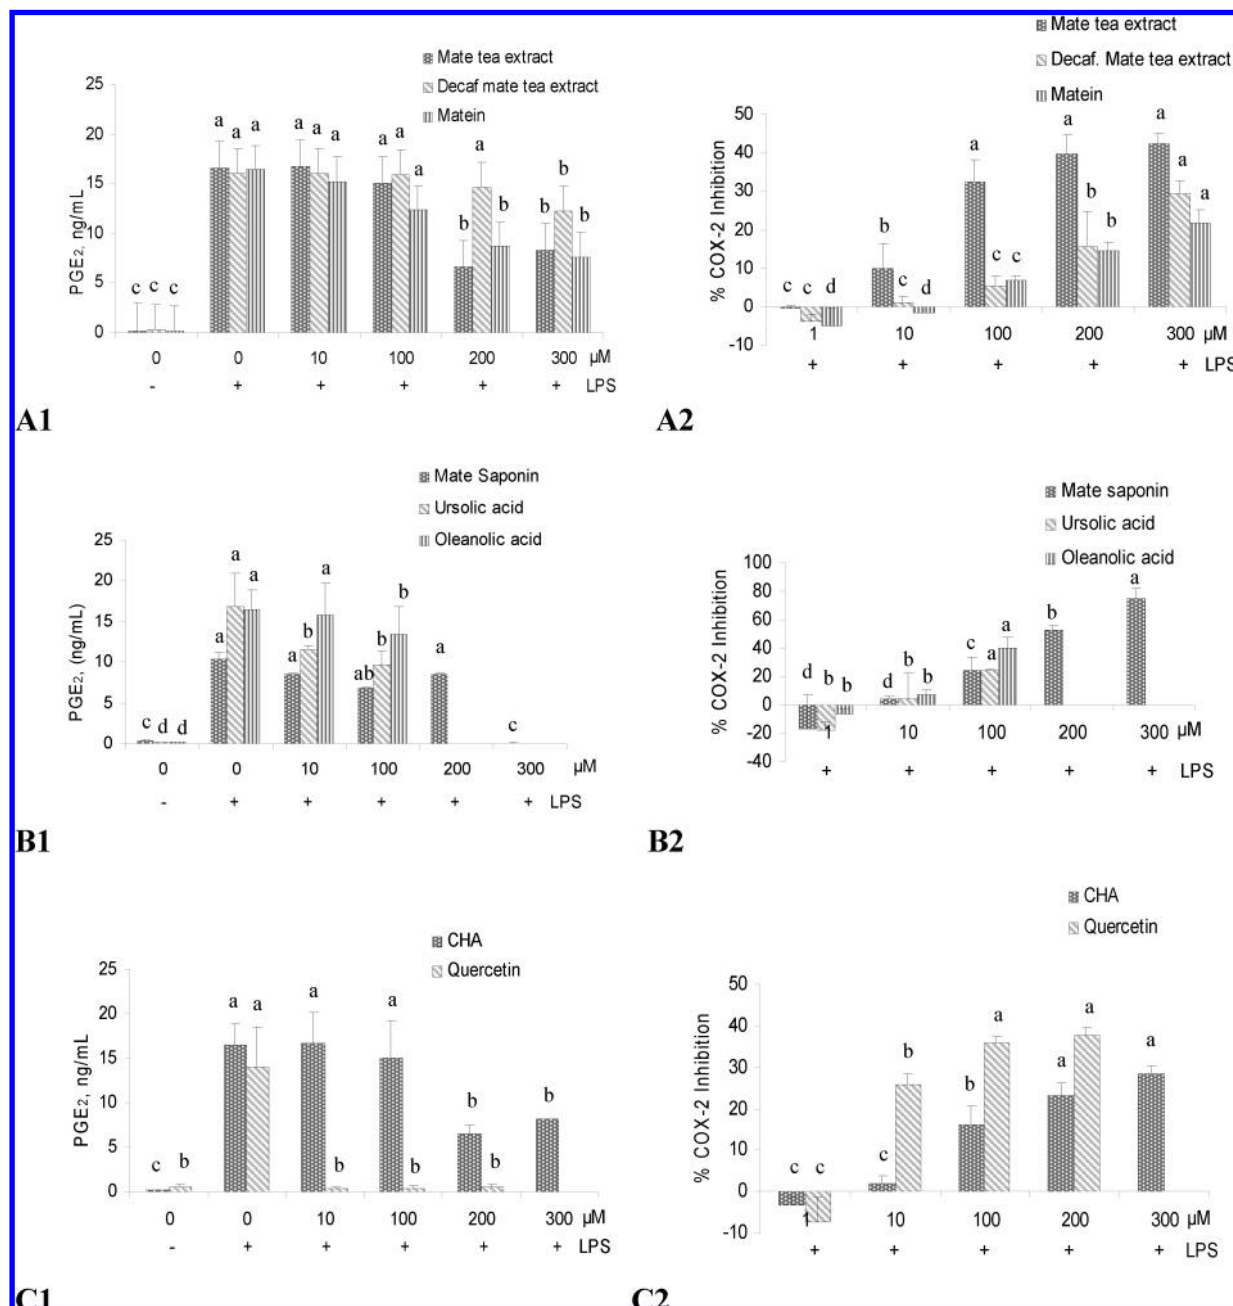 Mate tea extract
Decaf mate tea extract
Matein
25
20
15
10
5
0
PGE2, ng/mL
c c c
a a a
a a a
a a a
b a b
b b b
0 0 10 100 200 300 µM
- + + + + + LPS
A1
Mate tea extract
Decaf. Mate tea extract
Matein
50
40
30
20
10
0
-10
% COX-2 Inhibition
c c d
b c d
a c c
a b b
a a a
1 10 100 200 300 µM
+ + + + + LPS
A2
Mate Saponin
Ursolic acid
Oleanolic acid
25
20
15
10
5
0
PGE2, (ng/mL)
c d d
a a a
a b a
ab b b
a
c
0 0 10 100 200 300 µM
- + + + + + LPS
B1
Mate saponin
Ursolic acid
Oleanolic acid
100
80
60
40
20
0
-20
-40
% COX-2 Inhibition
d b b
d b b
c a a
b
a
1 10 100 200 300 µM
+ + + + + LPS
B2
CHA
Quercetin
25
20
15
10
5
0
PGE2, ng/mL
c b
a a
a b
a b
b b
b
0 0 10 100 200 300 µM
- + + + + + LPS
C1
CHA
Quercetin
50
40
30
20
10
0
-10
% COX-2 Inhibition
c c
c b
b a
a a
a
1 10 100 200 300 µM
+ + + + + LPS
C2